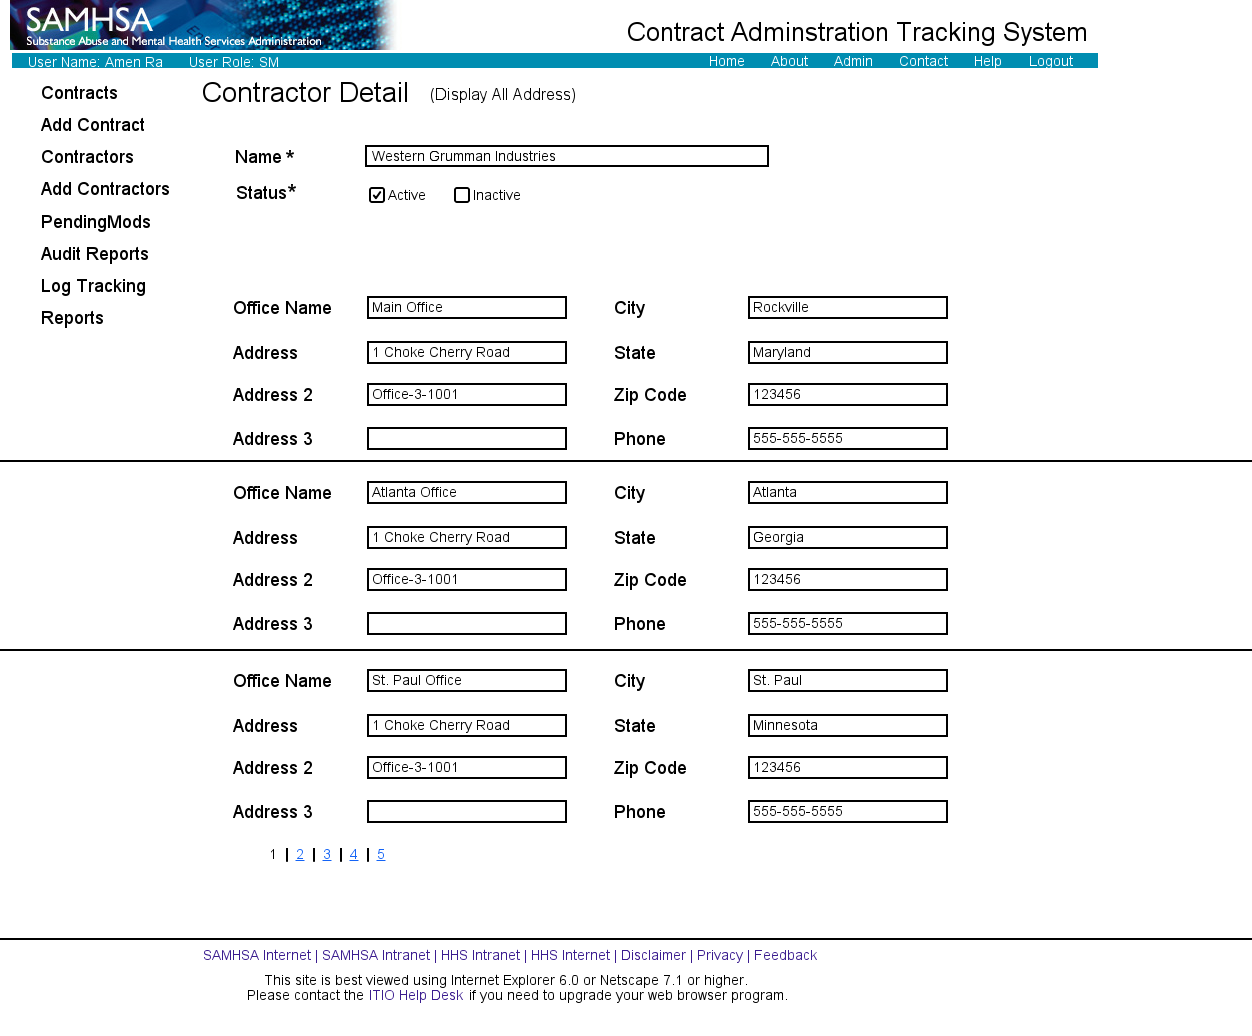 SAMHSA
Substance Abuse and Mental Health Services Administration
Contract Adminstration Tracking System
User Name: Amen Ra User Role: SM Home About Admin Contact Help Logout
Contracts
Add Contract
Contractors
Add Contractors
PendingMods
Audit Reports
Log Tracking
Reports
Contractor Detail (Display All Address)
Name * Western Grumman Industries
Status* Active Inactive
Office Name Main Office City Rockville
Address 1 Choke Cherry Road State Maryland
Address 2 Office-3-1001 Zip Code 123456
Address 3 Phone 555-555-5555
Office Name Atlanta Office City Atlanta
Address 1 Choke Cherry Road State Georgia
Address 2 Office-3-1001 Zip Code 123456
Address 3 Phone 555-555-5555
Office Name St. Paul Office City St. Paul
Address 1 Choke Cherry Road State Minnesota
Address 2 Office-3-1001 Zip Code 123456
Address 3 Phone 555-555-5555
1 | 2 | 3 | 4 | 5
SAMHSA Internet | SAMHSA Intranet | HHS Intranet | HHS Internet | Disclaimer | Privacy | Feedback
This site is best viewed using Internet Explorer 6.0 or Netscape 7.1 or higher.
Please contact the ITIO Help Desk if you need to upgrade your web browser program.